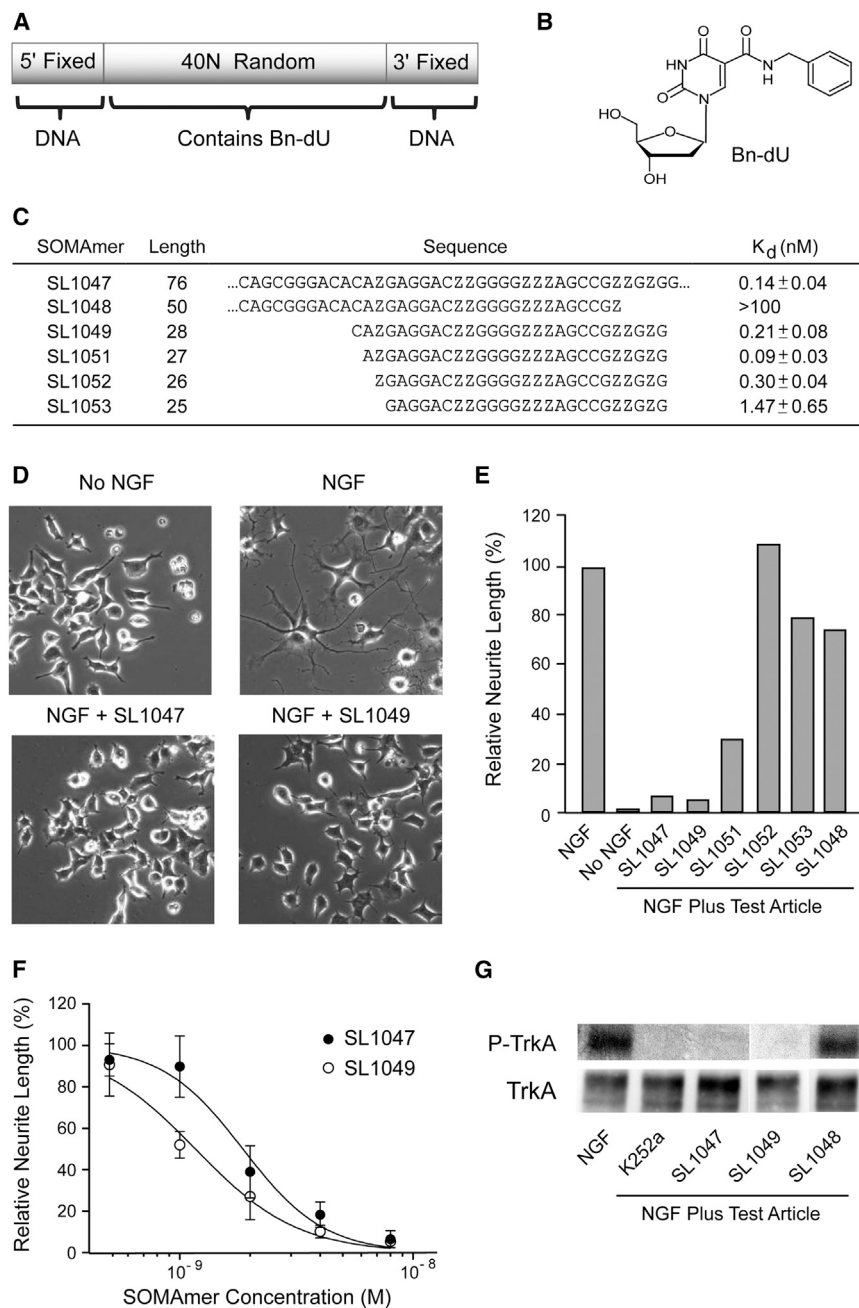 A
5' Fixed 40N Random 3' Fixed
DNA Contains Bn-dU DNA
B
O O
HN N H
O N
HO O
OH
Bn-dU
C
SOMAmer Length Sequence Kd (nM)
SL1047 76 ...CAGCGGGACACAZGAGGACZZGGGGZZZAGCCGZZGZGG... 0.14±0.04
SL1048 50 ...CAGCGGGACACAZGAGGACZZGGGGZZZAGCCGZ >100
SL1049 28 CAZGAGGACZZGGGGZZZAGCCGZZGZG 0.21±0.08
SL1051 27 AZGAGGACZZGGGGZZZAGCCGZZGZG 0.09±0.03
SL1052 26 ZGAGGACZZGGGGZZZAGCCGZZGZG 0.30±0.04
SL1053 25 GAGGACZZGGGGZZZAGCCGZZGZG 1.47±0.65
D
No NGF NGF
NGF + SL1047 NGF + SL1049
E
Relative Neurite Length (%)
120
100
80
60
40
20
0
NGF No NGF SL1047 SL1049 SL1051 SL1052 SL1053 SL1048
NGF Plus Test Article
F
Relative Neurite Length (%)
120
100
80
60
40
20
0
SL1047
SL1049
10⁻⁹ 10⁻⁸
SOMAmer Concentration (M)
G
P-TrkA
TrkA
NGF K252a SL1047 SL1049 SL1048
NGF Plus Test Article